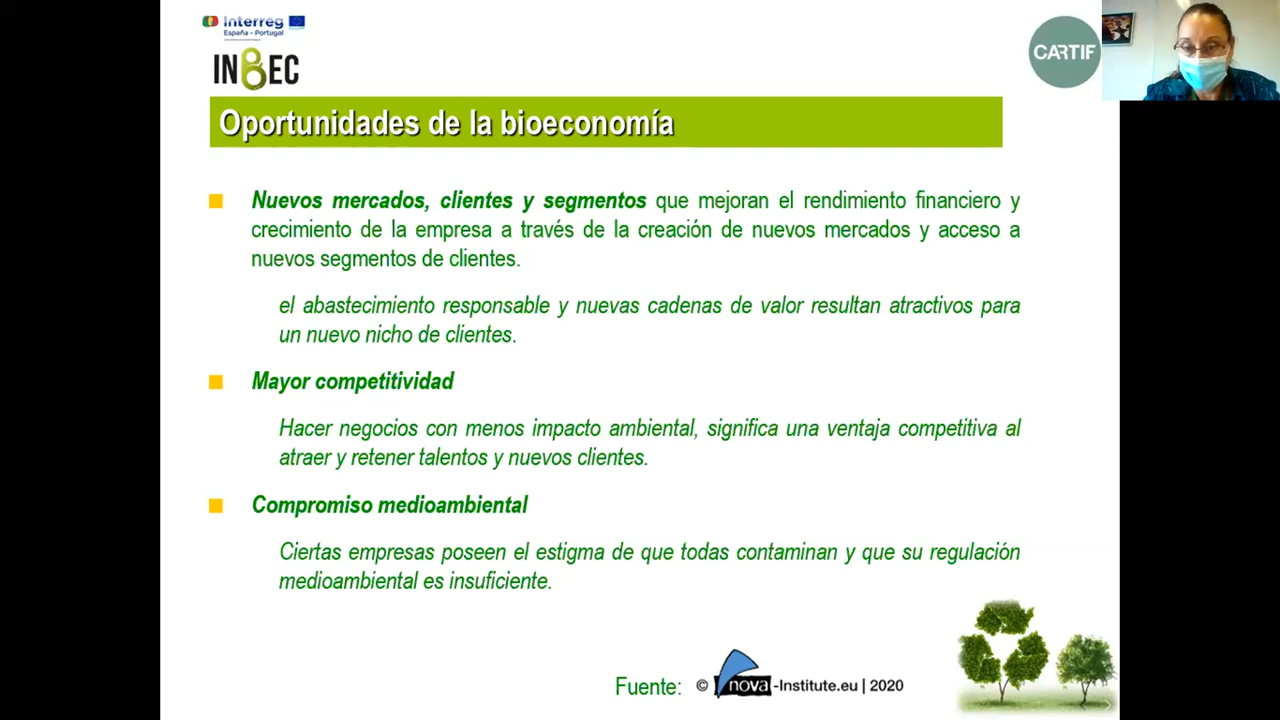 Interreg
España - Portugal
INBEC
CARTIF
Oportunidades de la bioeconomía
Nuevos mercados, clientes y segmentos que mejoran el rendimiento financiero y
crecimiento de la empresa a través de la creación de nuevos mercados y acceso a
nuevos segmentos de clientes.
el abastecimiento responsable y nuevas cadenas de valor resultan atractivos para
un nuevo nicho de clientes.
Mayor competitividad
Hacer negocios con menos impacto ambiental, significa una ventaja competitiva al
atraer y retener talentos y nuevos clientes.
Compromiso medioambiental
Ciertas empresas poseen el estigma de que todas contaminan y que su regulación
medioambiental es insuficiente.
Fuente: © nova-Institute.eu | 2020